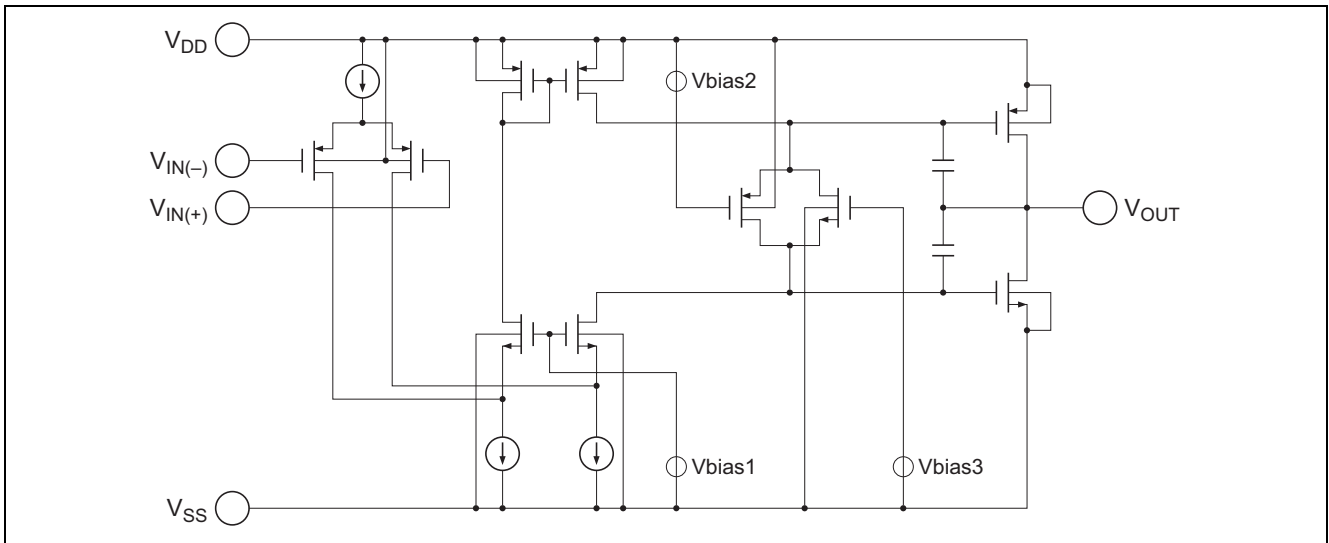 VDD
Vbias2
VIN(–)
VIN(+)
VOUT
Vbias1
Vbias3
VSS